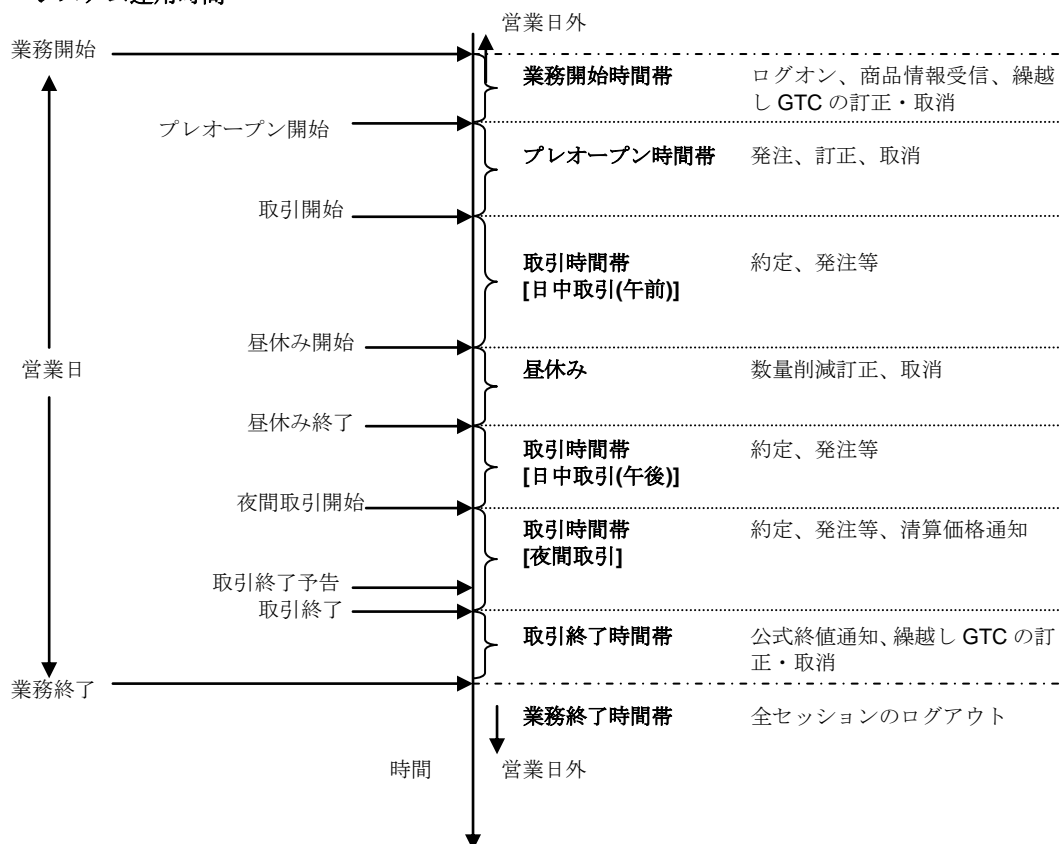 営業日外
業務開始
業務開始時間帯 ログオン、商品情報受信、繰越
し GTC の訂正・取消
プレオープン開始
プレオープン時間帯 発注、訂正、取消
取引開始
取引時間帯 約定、発注等
[日中取引(午前)]
昼休み開始
営業日
昼休み 数量削減訂正、取消
昼休み終了
取引時間帯 約定、発注等
[日中取引(午後)]
夜間取引開始
取引時間帯 約定、発注等、清算価格通知
[夜間取引]
取引終了予告
取引終了
取引終了時間帯 公式終値通知、繰越し GTC の訂
正・取消
業務終了
業務終了時間帯 全セッションのログアウト
時間
営業日外